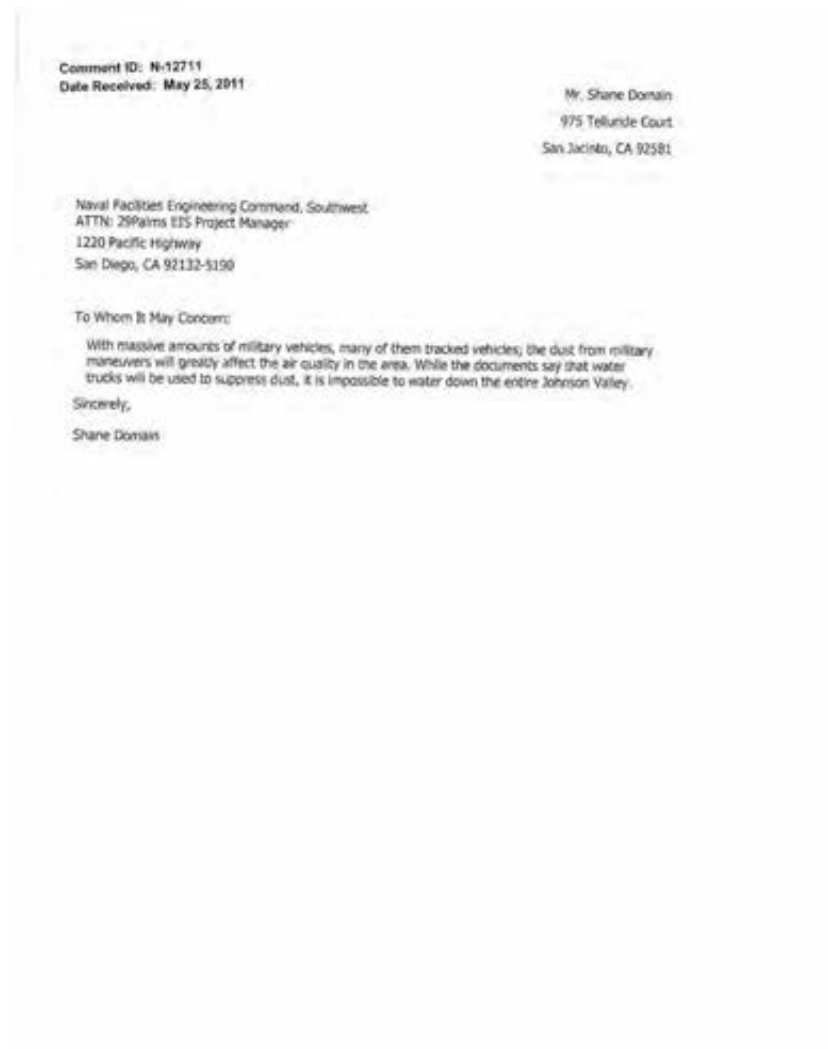 Comment ID: N-12711
Date Received: May 25, 2011
Mr. Shane Domain
975 Telluride Court
San Jacinto, CA 92581
Naval Facilities Engineering Command, Southwest
ATTN: 29Palms EIS Project Manager
1220 Pacific Highway
San Diego, CA 92132-5190
To Whom It May Concern:
With massive amounts of military vehicles, many of them tracked vehicles; the dust from military
maneuvers will greatly affect the air quality in the area. While the documents say that water
trucks will be used to suppress dust, it is impossible to water down the entire Johnson Valley.
Sincerely,
Shane Domain